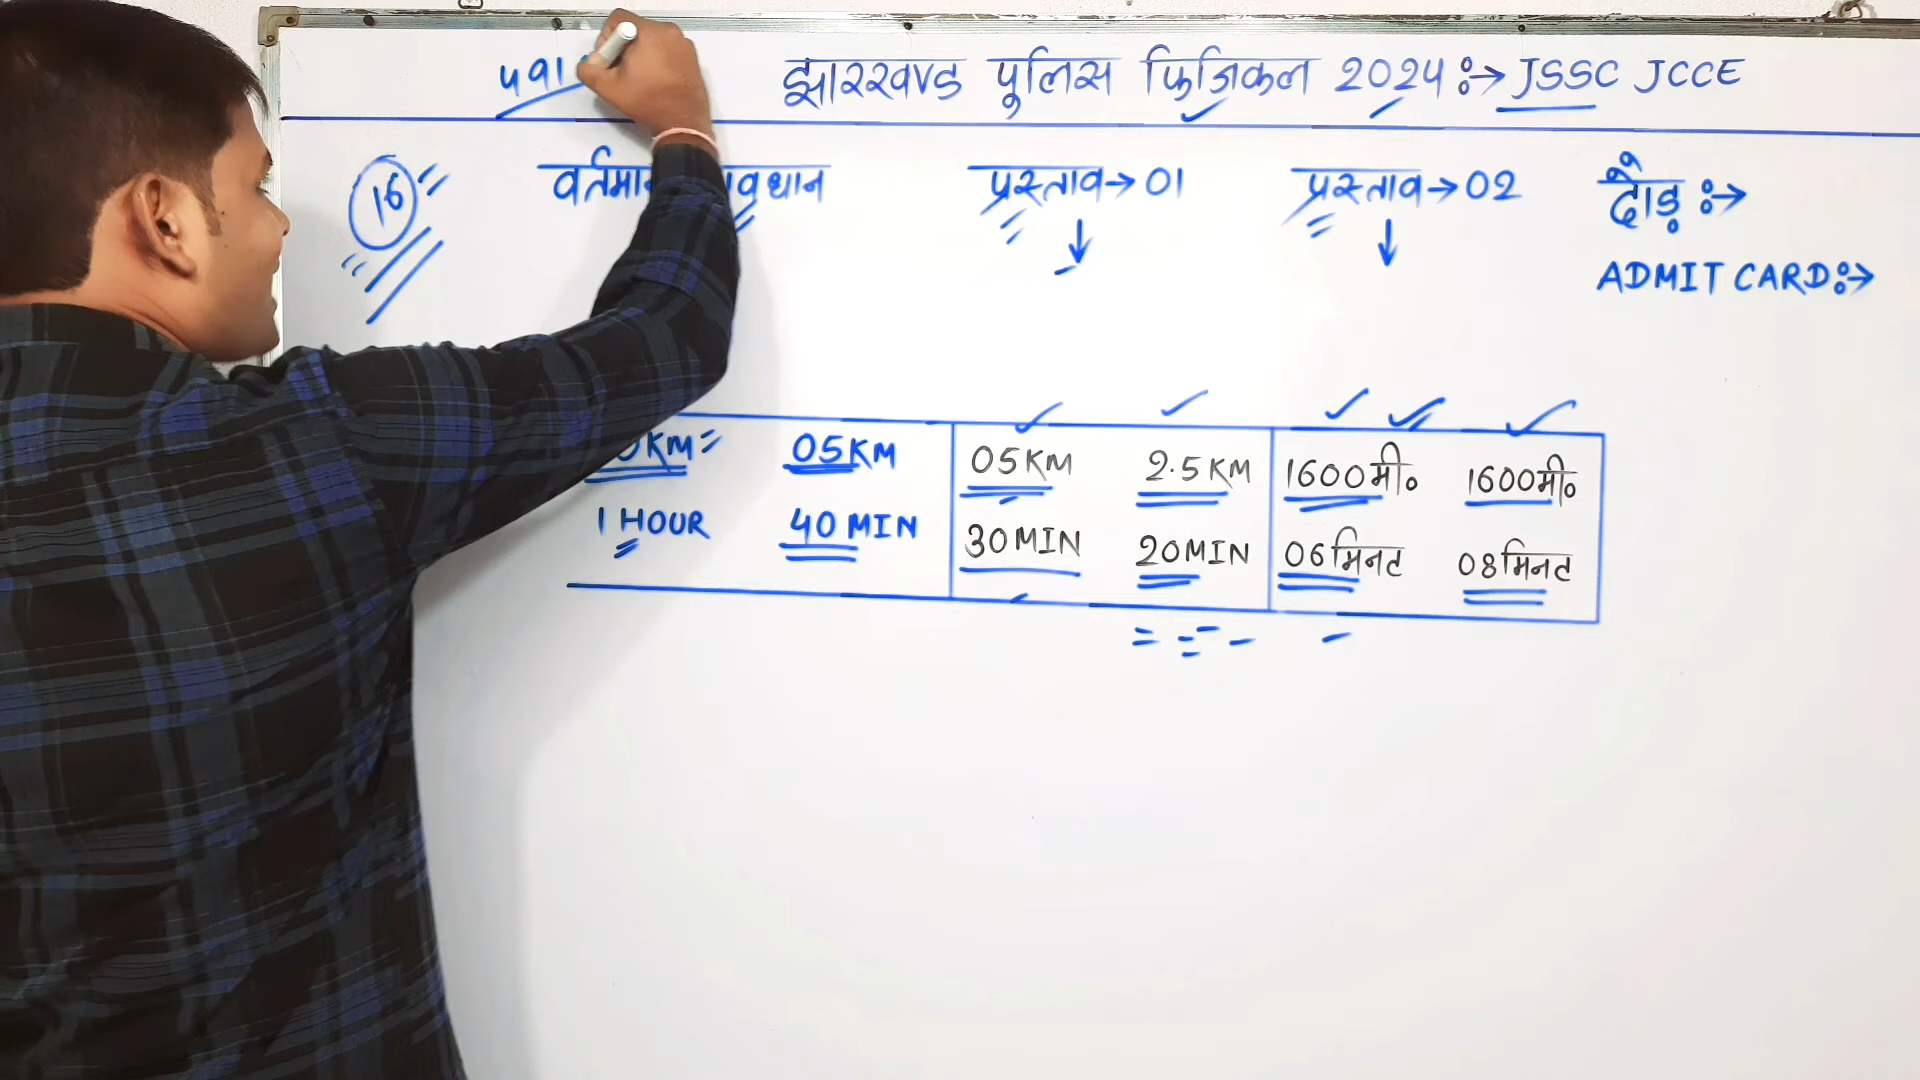 झारखण्ड पुलिस फिजिकल 2024 :→ JSSC JCCE
16
प्रस्ताव→01 प्रस्ताव→02 दौड़ :→
ADMIT CARD :→
KM 05KM 05KM 2.5KM 1600मी० 1600मी०
1 HOUR 40 MIN 30MIN 20MIN 06मिनट 08मिनट